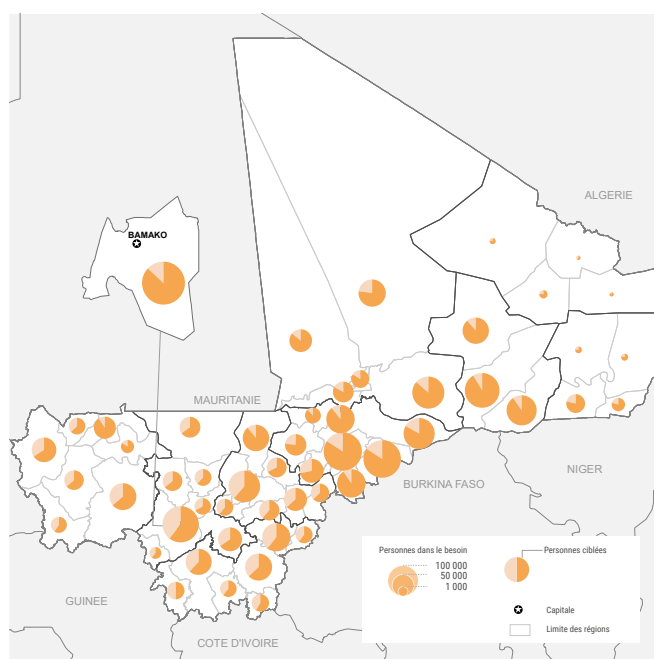 ALGERIE
BAMAKO
MAURITANIE
NIGER
BURKINA FASO
Personnes dans le besoin
100 000
50 000
1 000
Personnes ciblées
Capitale
Limite des régions
GUINEE
COTE D'IVOIRE